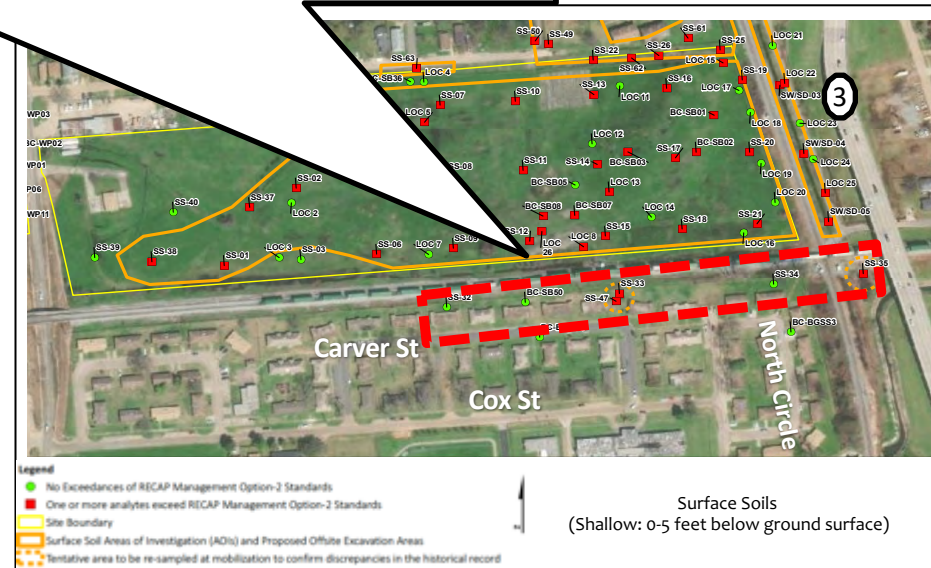 SS-50
SS-49
SS-61
SS-25
SS-22
SS-26
SS-62
LOC 15
LOC 21
SS-63
LOC 4
SS-13
LOC 11
SS-16
SS-19
LOC 17
LOC 22
SW/SD-03
3
SS-07
SS-10
LOC 5
BC-SB01
LOC 18
LOC 23
WP03
BC-WP02
WP01
P06
WP11
LOC 12
SS-14
BC-SB03
SS-17
BC-SB02
SS-20
SW/SD-04
LOC 24
SS-08
SS-11
BC-SB05
LOC 13
LOC 19
LOC 25
SS-02
SS-37
SS-40
LOC 2
BC-SB08
BC-SB07
LOC 14
LOC 20
SW/SD-05
SS-12
LOC 26
LOC 8
SS-15
SS-18
SS-21
LOC 16
SS-39
SS-38
SS-01
LOC 3
SS-03
SS-06
LOC 7
SS-09
SS-32
BC-SB50
SS-33
SS-47
SS-34
SS-35
BC-BGSS3
Carver St
Cox St
North Circle
Legend
No Exceedances of RECAP Management Option-2 Standards
One or more analytes exceed RECAP Management Option-2 Standards
Site Boundary
Surface Soil Areas of Investigation (AOIs) and Proposed Offsite Excavation Areas
Tentative area to be re-sampled at mobilization to confirm discrepancies in the historical record
Surface Soils
(Shallow: 0-5 feet below ground surface)